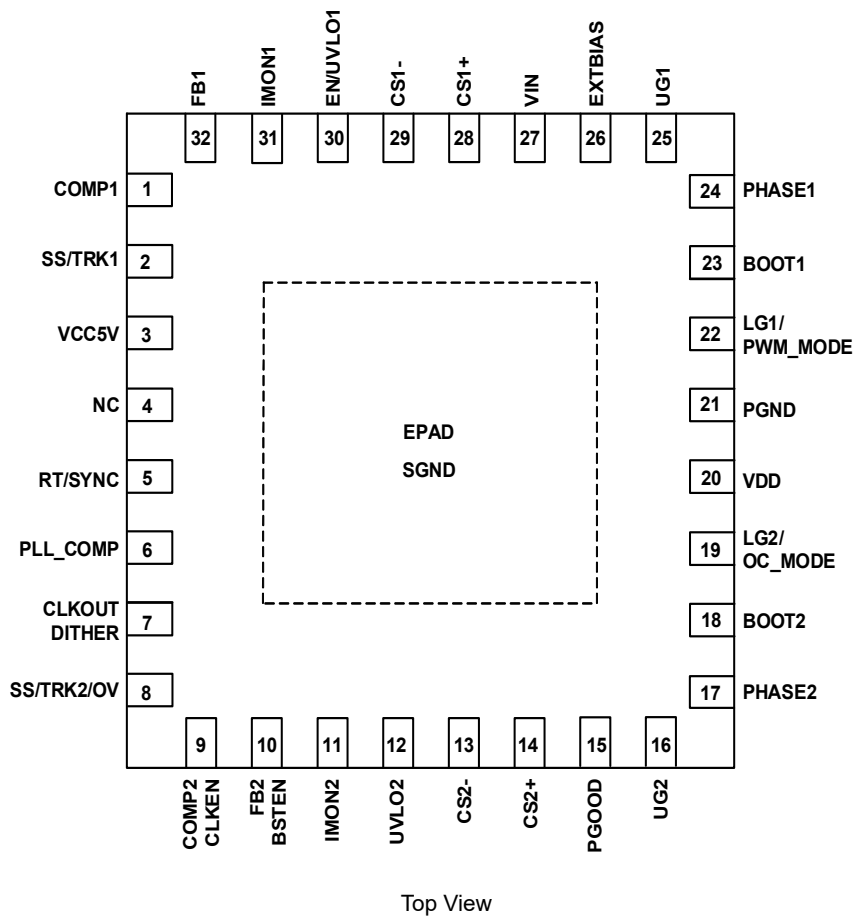 FB1
IMON1
EN/UVLO1
CS1-
CS1+
VIN
EXTBIAS
UG1
32
31
30
29
28
27
26
25
COMP1
1
SS/TRK1
2
VCC5V
3
NC
4
RT/SYNC
5
PLL_COMP
6
CLKOUT
DITHER
7
SS/TRK2/OV
8
EPAD
SGND
24
PHASE1
23
BOOT1
22
LG1/
PWM_MODE
21
PGND
20
VDD
19
LG2/
OC_MODE
18
BOOT2
17
PHASE2
9
10
11
12
13
14
15
16
COMP2
CLKEN
FB2
BSTEN
IMON2
UVLO2
CS2-
CS2+
PGOOD
UG2
Top View